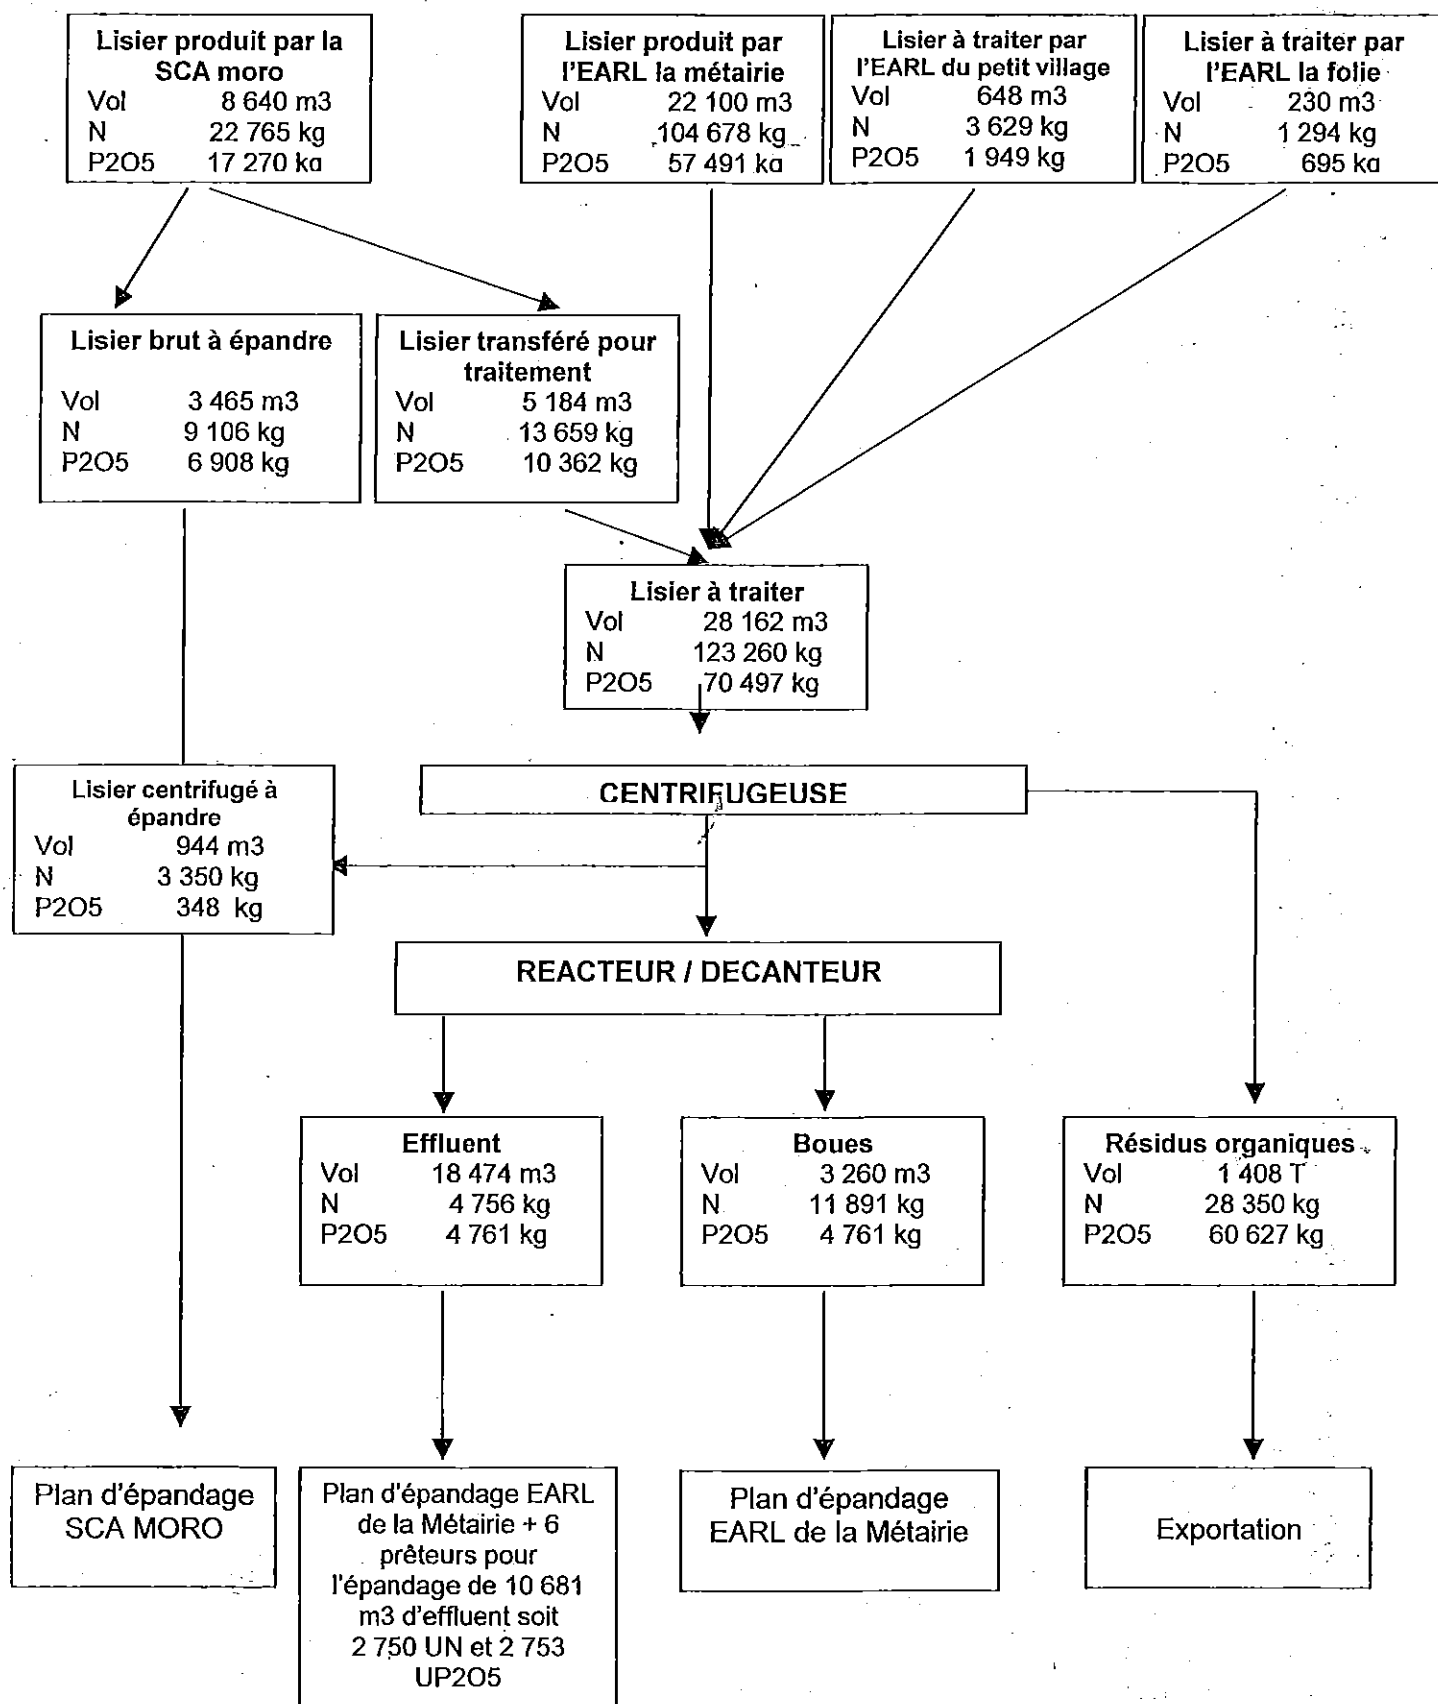 Lisier produit par la
SCA moro
Vol 8 640 m3
N 22 765 kg
P2O5 17 270 kg
Lisier produit par
l'EARL la métairie
Vol 22 100 m3
N 104 678 kg
P2O5 57 491 kg
Lisier à traiter par
l'EARL du petit village
Vol 648 m3
N 3 629 kg
P2O5 1 949 kg
Lisier à traiter par
l'EARL la folie
Vol 230 m3
N 1 294 kg
P2O5 695 kg
Lisier brut à épandre
Vol 3 465 m3
N 9 106 kg
P2O5 6 908 kg
Lisier transféré pour
traitement
Vol 5 184 m3
N 13 659 kg
P2O5 10 362 kg
Lisier à traiter
Vol 28 162 m3
N 123 260 kg
P2O5 70 497 kg
Lisier centrifugé à
épandre
Vol 944 m3
N 3 350 kg
P2O5 348 kg
CENTRIFUGEUSE
REACTEUR / DECANTEUR
Effluent
Vol 18 474 m3
N 4 756 kg
P2O5 4 761 kg
Boues
Vol 3 260 m3
N 11 891 kg
P2O5 4 761 kg
Résidus organiques
Vol 1 408 T
N 28 350 kg
P2O5 60 627 kg
Plan d'épandage
SCA MORO
Plan d'épandage EARL
de la Métairie + 6
prêteurs pour
l'épandage de 10 681
m3 d'effluent soit
2 750 UN et 2 753
UP2O5
Plan d'épandage
EARL de la Métairie
Exportation